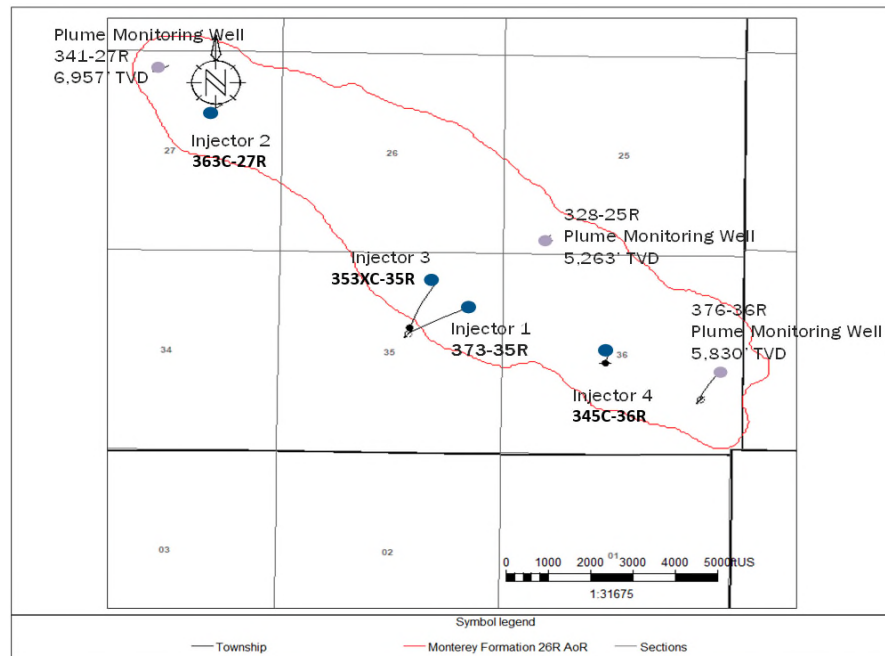 Plume Monitoring Well
341-27R
6,957' TVD
N
Injector 2
363C-27R
27
26
25
328-25R
Plume Monitoring Well
5,263' TVD
Injector 3
353XC-35R
Injector 1
373-35R
376-36R
Plume Monitoring Well
5,830' TVD
34
35
36
Injector 4
345C-36R
03
02
01
0 1000 2000 3000 4000 5000ftUS
1:31675
Symbol legend
Township Monterey Formation 26R AoR Sections